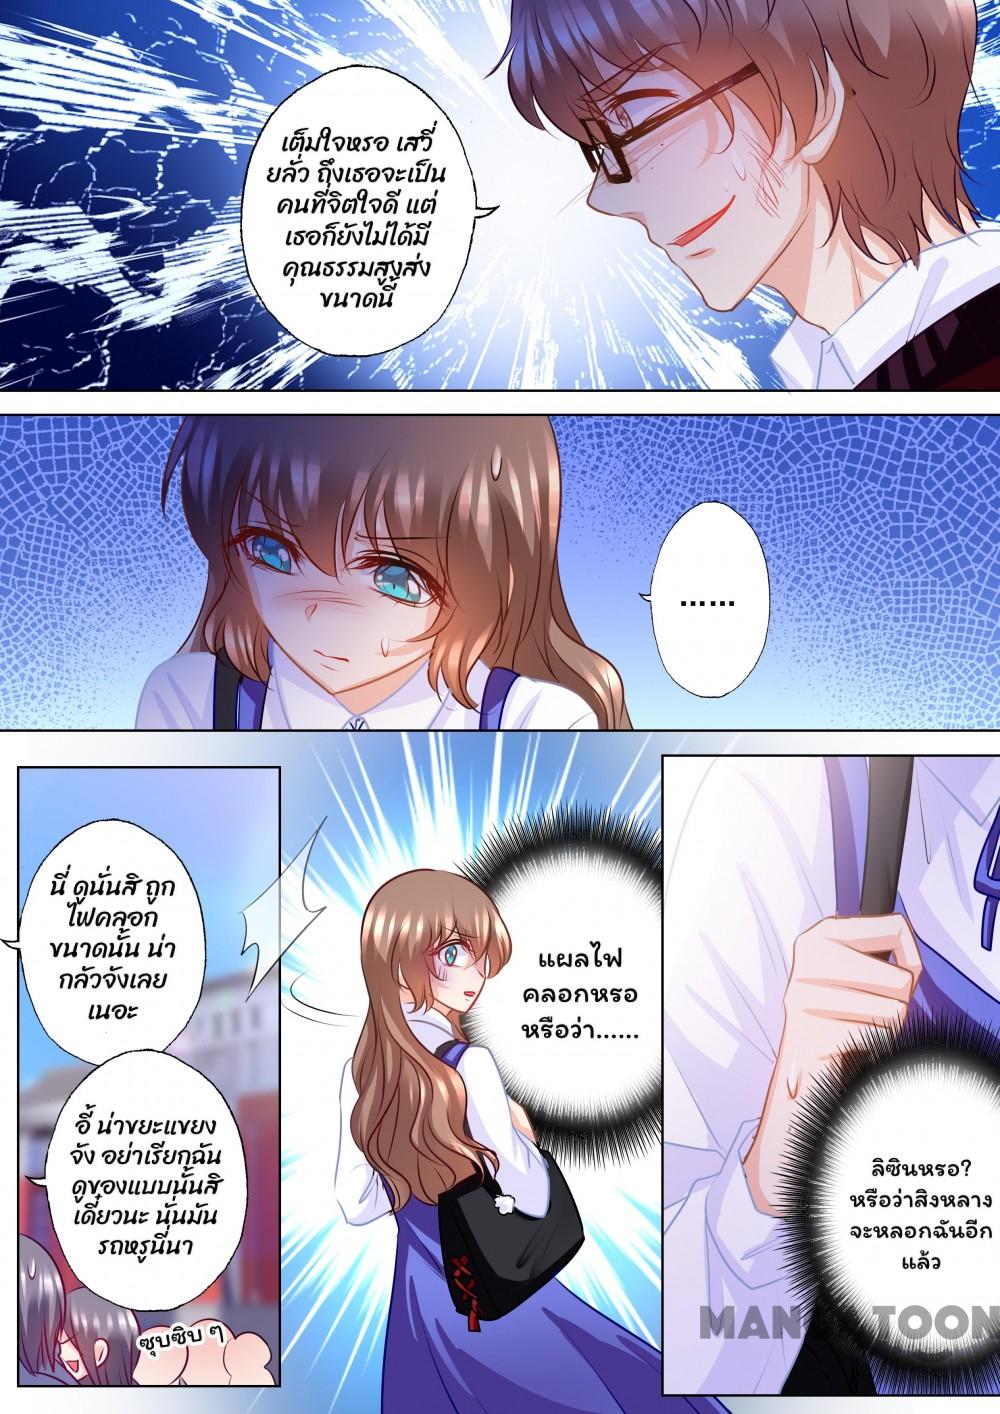 เต็มใจหรอ เสวี่
ยลั่ว ถึงเธอจะเป็น
คนที่จิตใจดี แต่
เธอก็ยังไม่ได้มี
คุณธรรมสูงส่ง
ขนาดนี้
......
นี่ ดูนั่นสิ ถูก
ไฟคลอก
ขนาดนั้น น่า
กลัวจังเลย
เนอะ
อี้ น่าขยะแขยง
จัง อย่าเรียกฉัน
ดูของแบบนั้นสิ
เดี๋ยวนะ นั่นมัน
รถหรูนี่นา
ซุบซิบ ๆ
แผลไฟ
คลอกหรอ
หรือว่า......
ลิซินหรอ?
หรือว่าสิงหลาง
จะหลอกฉันอีก
แล้ว